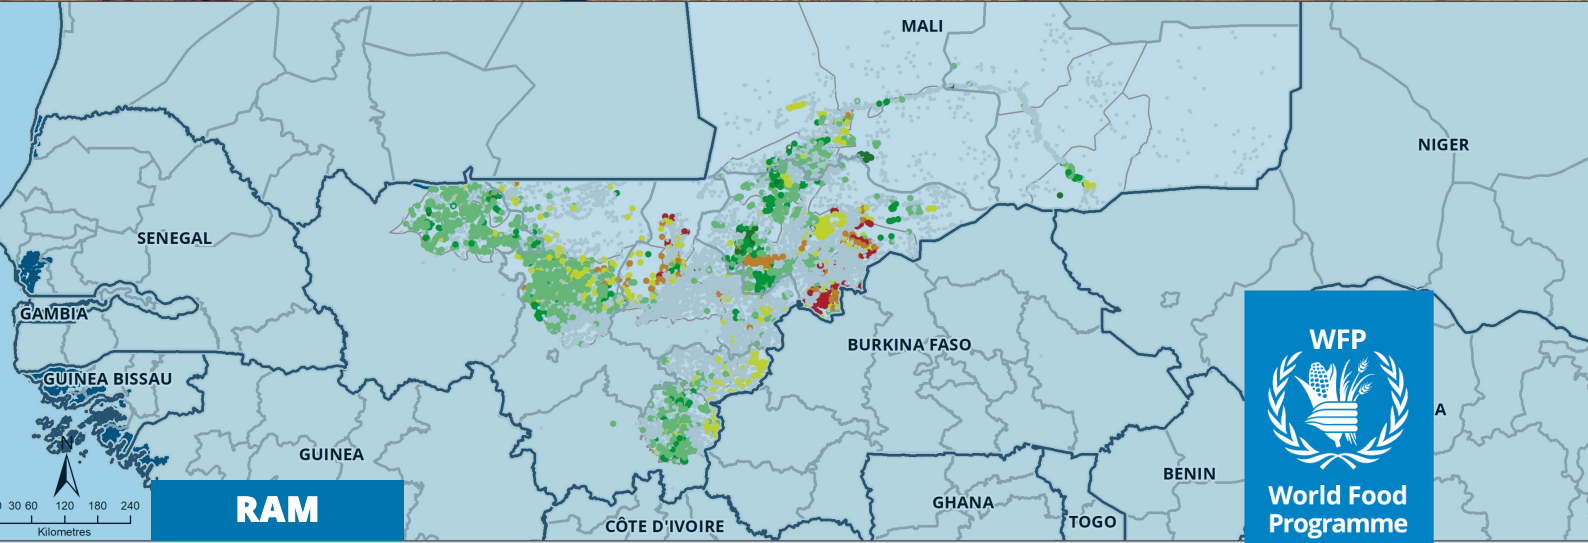 MALI
NIGER
SENEGAL
GAMBIA
BURKINA FASO
WFP
GUINEA BISSAU
A
N
GUINEA
BENIN
World Food
Programme
0 30 60 120 180 240
Kilometres
RAM
GHANA
TOGO
CÔTE D'IVOIRE